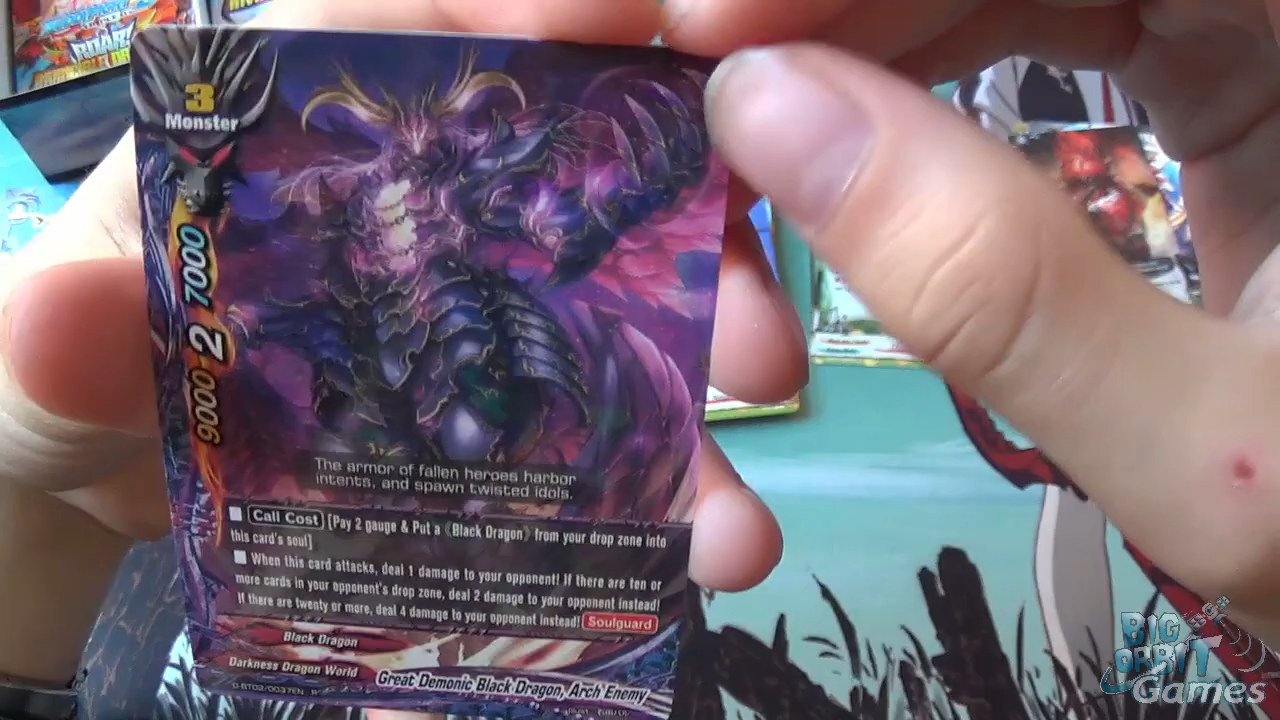 ROAR!
3
Monster
7000
2
9000
The armor of fallen heroes harbor
intents, and spawn twisted idols.
Call Cost [Pay 2 gauge & Put a 《Black Dragon》 from your drop zone into
this card's soul]
When this card attacks, deal 1 damage to your opponent! If there are ten or
more cards in your opponent's drop zone, deal 2 damage to your opponent instead!
If there are twenty or more, deal 4 damage to your opponent instead! Soulguard
Black Dragon
Darkness Dragon World
Great Demonic Black Dragon, Arch Enemy
D-BT02/0037EN R
BIG
ORBIT
Games